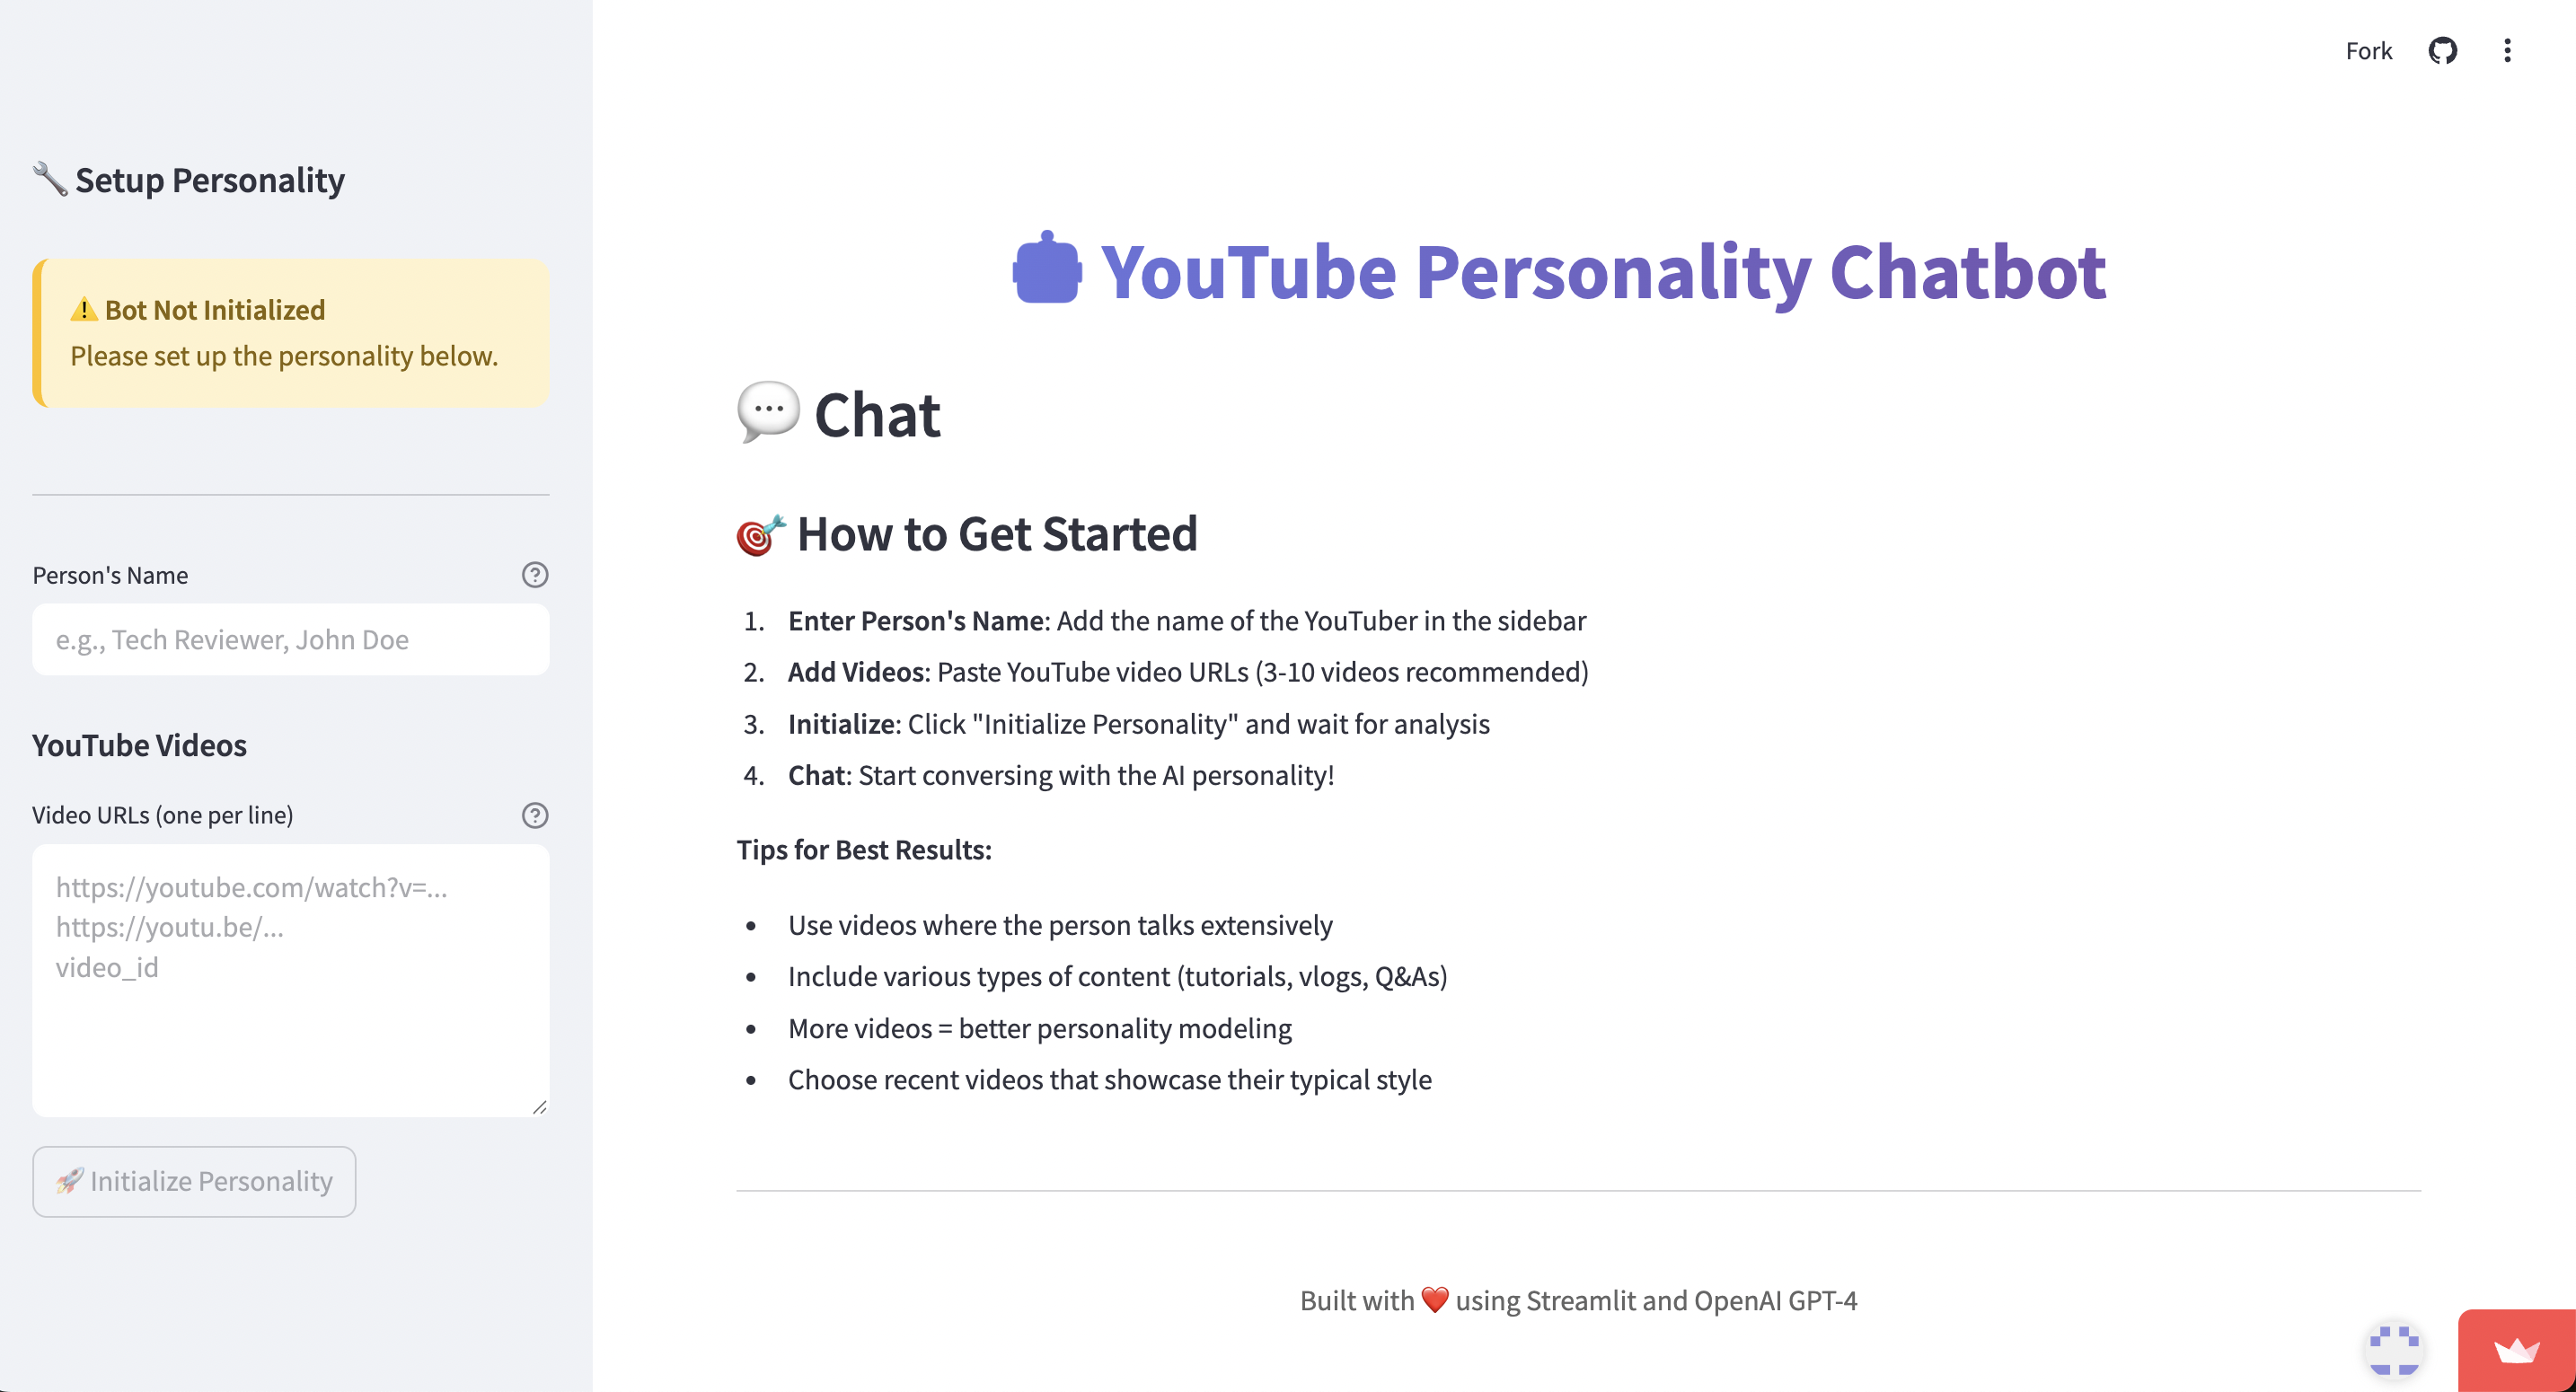 Fork
🔧 Setup Personality
⚠️ Bot Not Initialized
Please set up the personality below.
Person's Name
e.g., Tech Reviewer, John Doe
YouTube Videos
Video URLs (one per line)
https://youtube.com/watch?v=...
https://youtu.be/...
video_id
🚀 Initialize Personality
YouTube Personality Chatbot
💬 Chat
🎯 How to Get Started
1. Enter Person's Name: Add the name of the YouTuber in the sidebar
2. Add Videos: Paste YouTube video URLs (3-10 videos recommended)
3. Initialize: Click "Initialize Personality" and wait for analysis
4. Chat: Start conversing with the AI personality!
Tips for Best Results:
• Use videos where the person talks extensively
• Include various types of content (tutorials, vlogs, Q&As)
• More videos = better personality modeling
• Choose recent videos that showcase their typical style
Built with ❤️ using Streamlit and OpenAI GPT-4